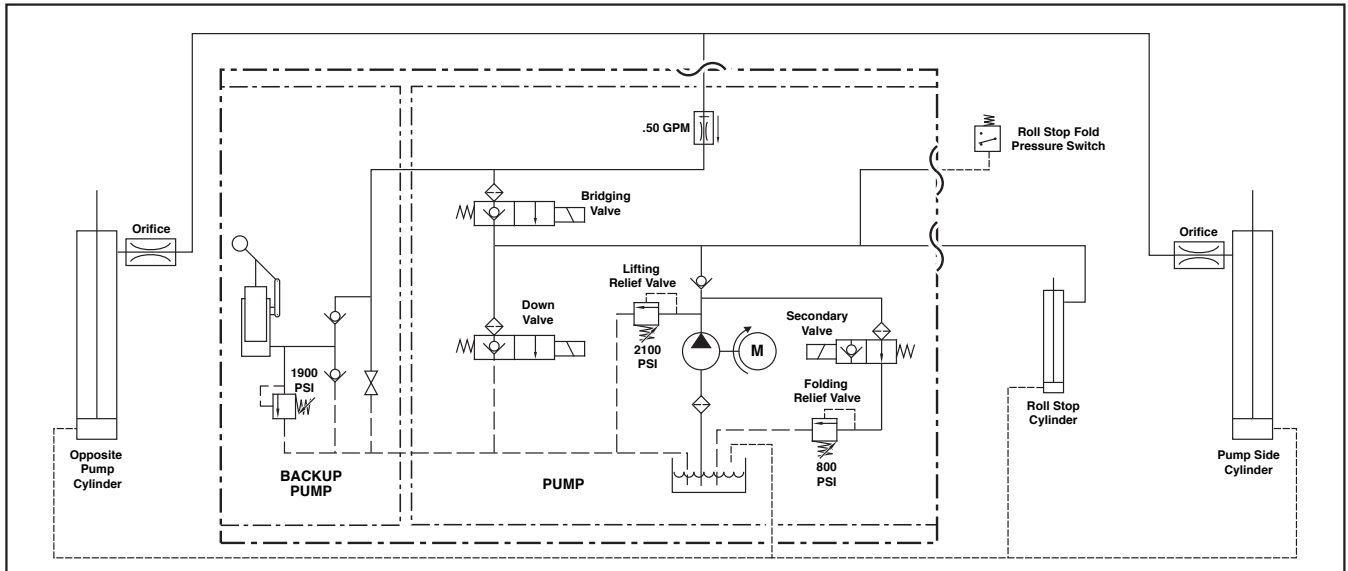 .50 GPM
Roll Stop Fold
Pressure Switch
Bridging
Valve
Orifice
Orifice
Lifting
Relief Valve
Down
Valve
Secondary
Valve
2100
PSI
M
1900
PSI
Folding
Relief Valve
Roll Stop
Cylinder
Opposite
Pump
Cylinder
BACKUP
PUMP
PUMP
800
PSI
Pump Side
Cylinder